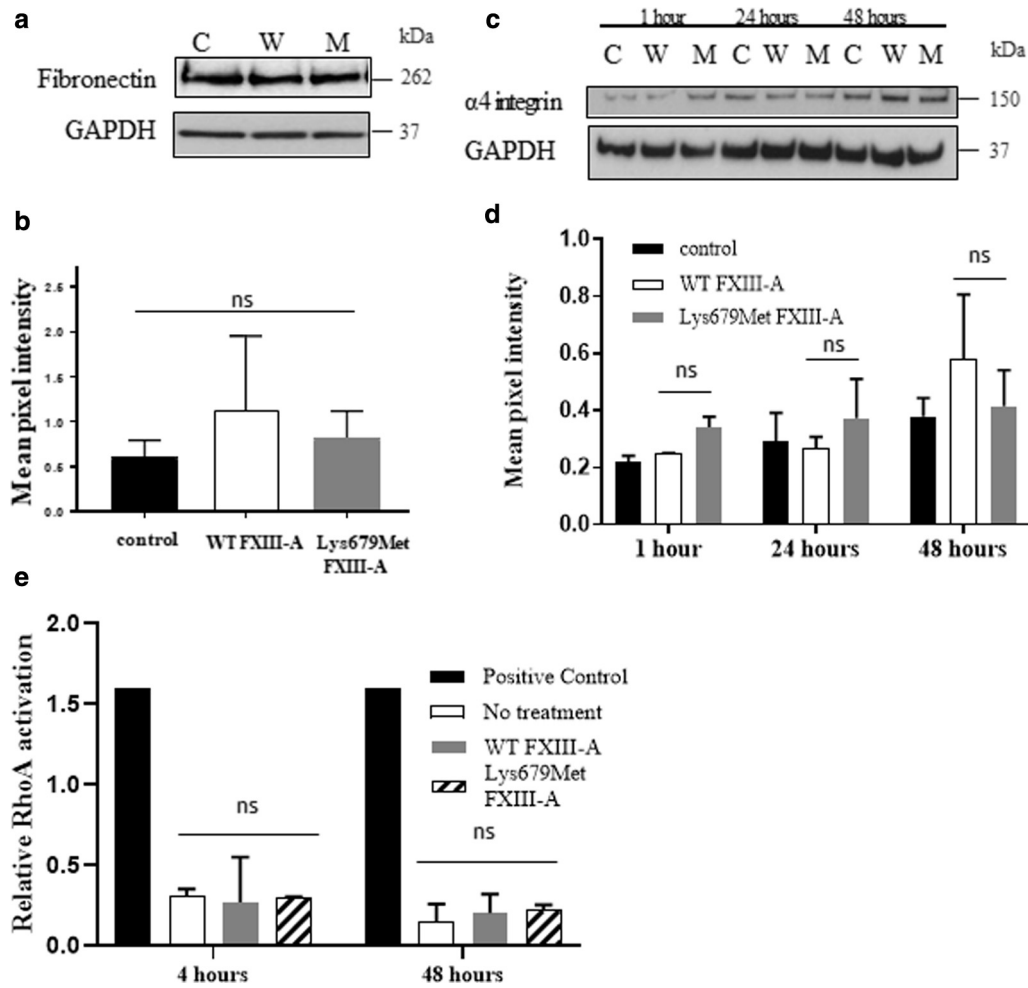 a
C W M kDa
Fibronectin 262
GAPDH 37
b
Mean pixel intensity
2.5
2.0
1.5
1.0
0.5
0.0
ns
control WT FXIII-A Lys679Met
FXIII-A
c
1 hour 24 hours 48 hours
C W M C W M C W M kDa
α4 integrin 150
GAPDH 37
d
Mean pixel intensity
1.0
0.8
0.6
0.4
0.2
0.0
control
WT FXIII-A
Lys679Met FXIII-A
ns
ns
ns
1 hour 24 hours 48 hours
e
Relative RhoA activation
2.0
1.5
1.0
0.5
0.0
Positive Control
No treatment
WT FXIII-A
Lys679Met
FXIII-A
ns
ns
4 hours 48 hours